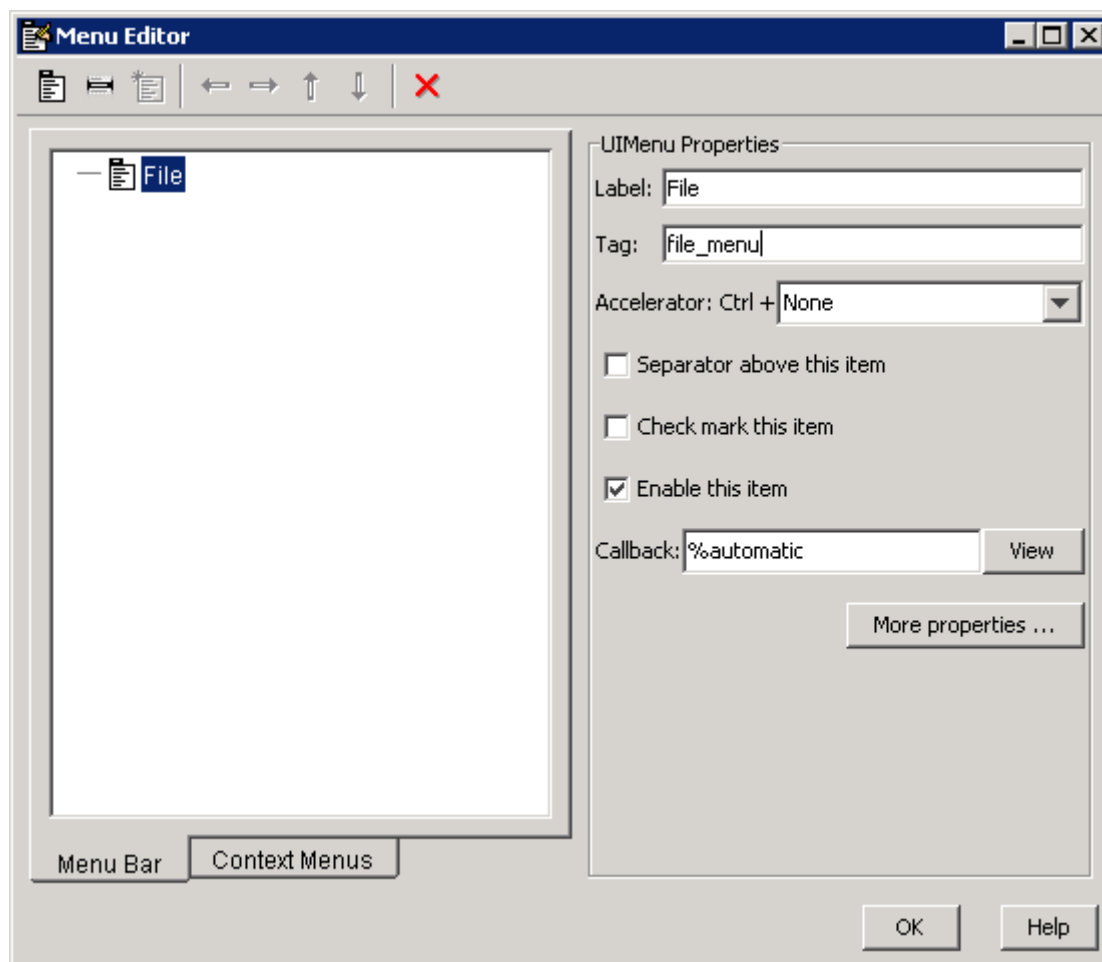 Menu Editor
File
UIMenu Properties
Label: File
Tag: file_menu
Accelerator: Ctrl + None
Separator above this item
Check mark this item
Enable this item
Callback: %automatic View
More properties ...
Menu Bar Context Menus
OK Help